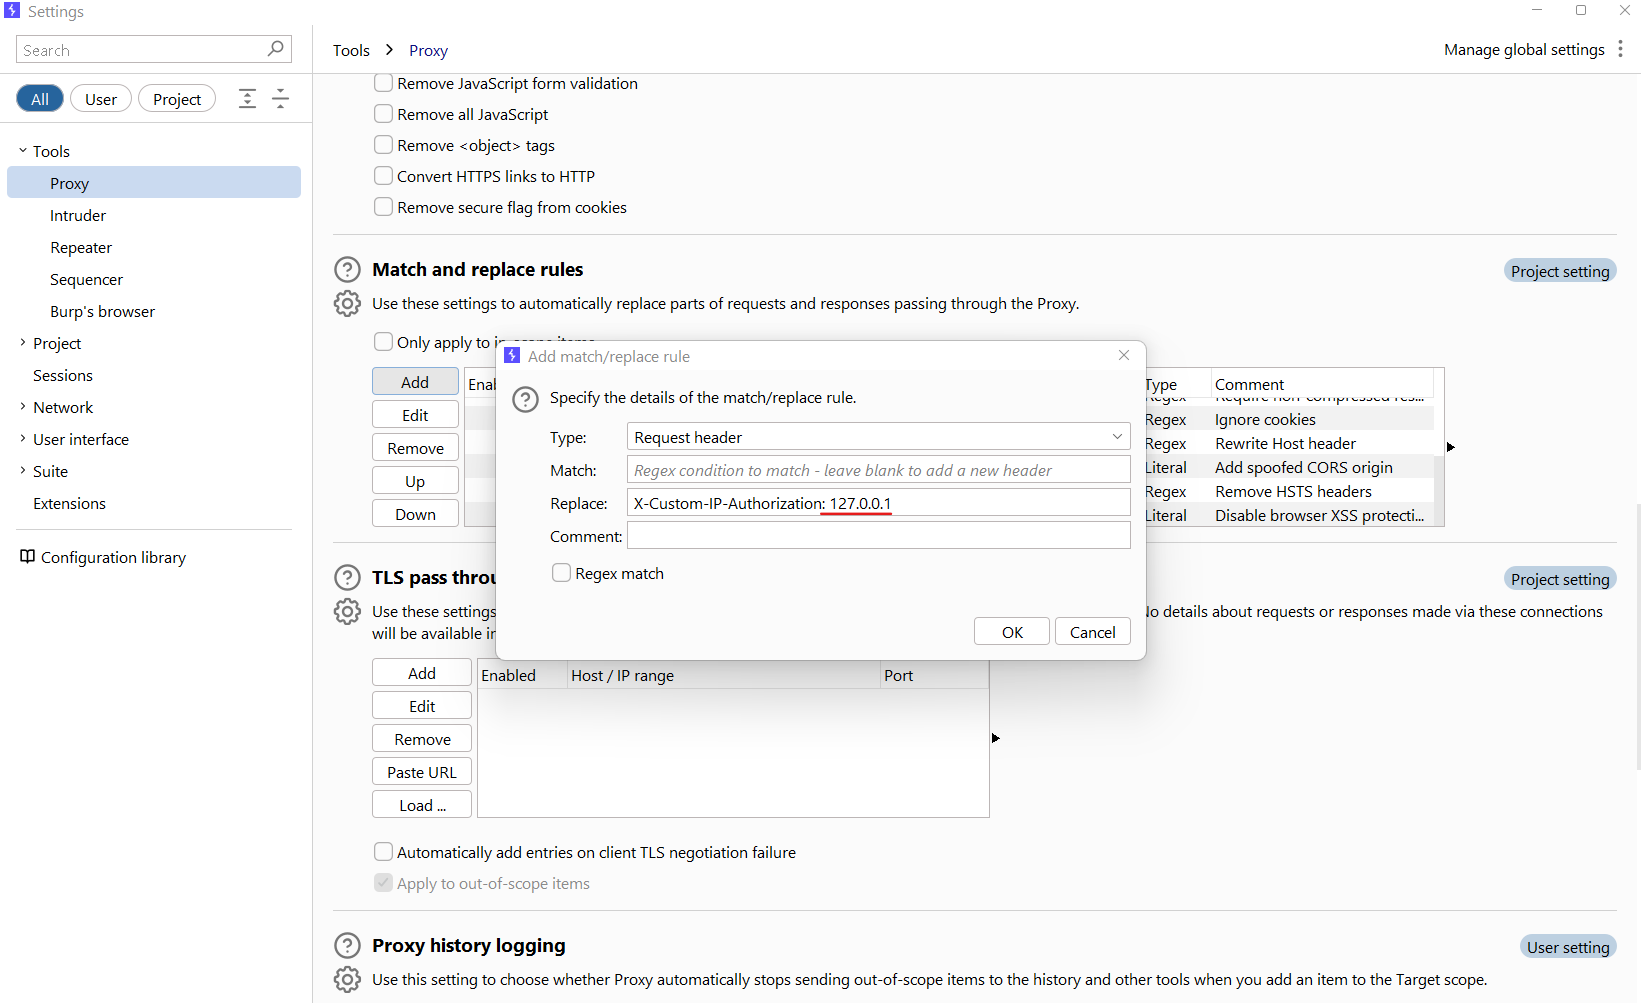 Settings
Search
All User Project
Tools
Proxy
Intruder
Repeater
Sequencer
Burp's browser
Project
Sessions
Network
User interface
Suite
Extensions
Configuration library
Tools > Proxy
Manage global settings
Remove JavaScript form validation
Remove all JavaScript
Remove <object> tags
Convert HTTPS links to HTTP
Remove secure flag from cookies
Match and replace rules
Project setting
Use these settings to automatically replace parts of requests and responses passing through the Proxy.
Only apply to
Add
Edit
Remove
Up
Down
Enab
Type Comment
Regex Require non-compressed res...
Regex Ignore cookies
Regex Rewrite Host header
Literal Add spoofed CORS origin
Regex Remove HSTS headers
Literal Disable browser XSS protecti...
Add match/replace rule
Specify the details of the match/replace rule.
Type: Request header
Match: Regex condition to match - leave blank to add a new header
Replace: X-Custom-IP-Authorization: 127.0.0.1
Comment:
Regex match
OK Cancel
TLS pass throu
Project setting
Use these settings No details about requests or responses made via these connections
will be available in
Add
Edit
Remove
Paste URL
Load ...
Enabled Host / IP range Port
Automatically add entries on client TLS negotiation failure
Apply to out-of-scope items
Proxy history logging
User setting
Use this setting to choose whether Proxy automatically stops sending out-of-scope items to the history and other tools when you add an item to the Target scope.